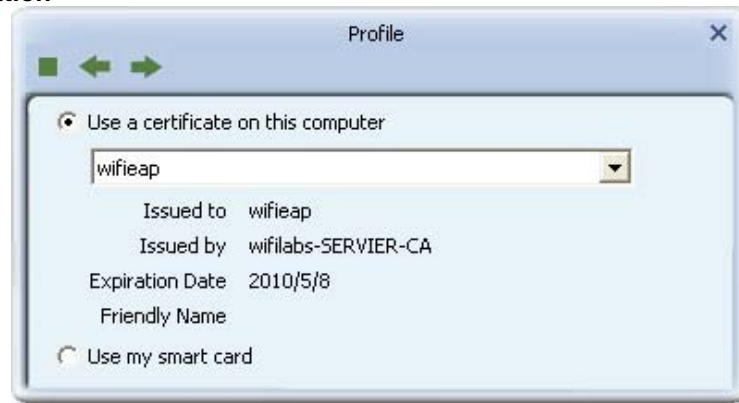 Profile
Use a certificate on this computer
wifieap
Issued to wifieap
Issued by wifilabs-SERVIER-CA
Expiration Date 2010/5/8
Friendly Name
Use my smart card